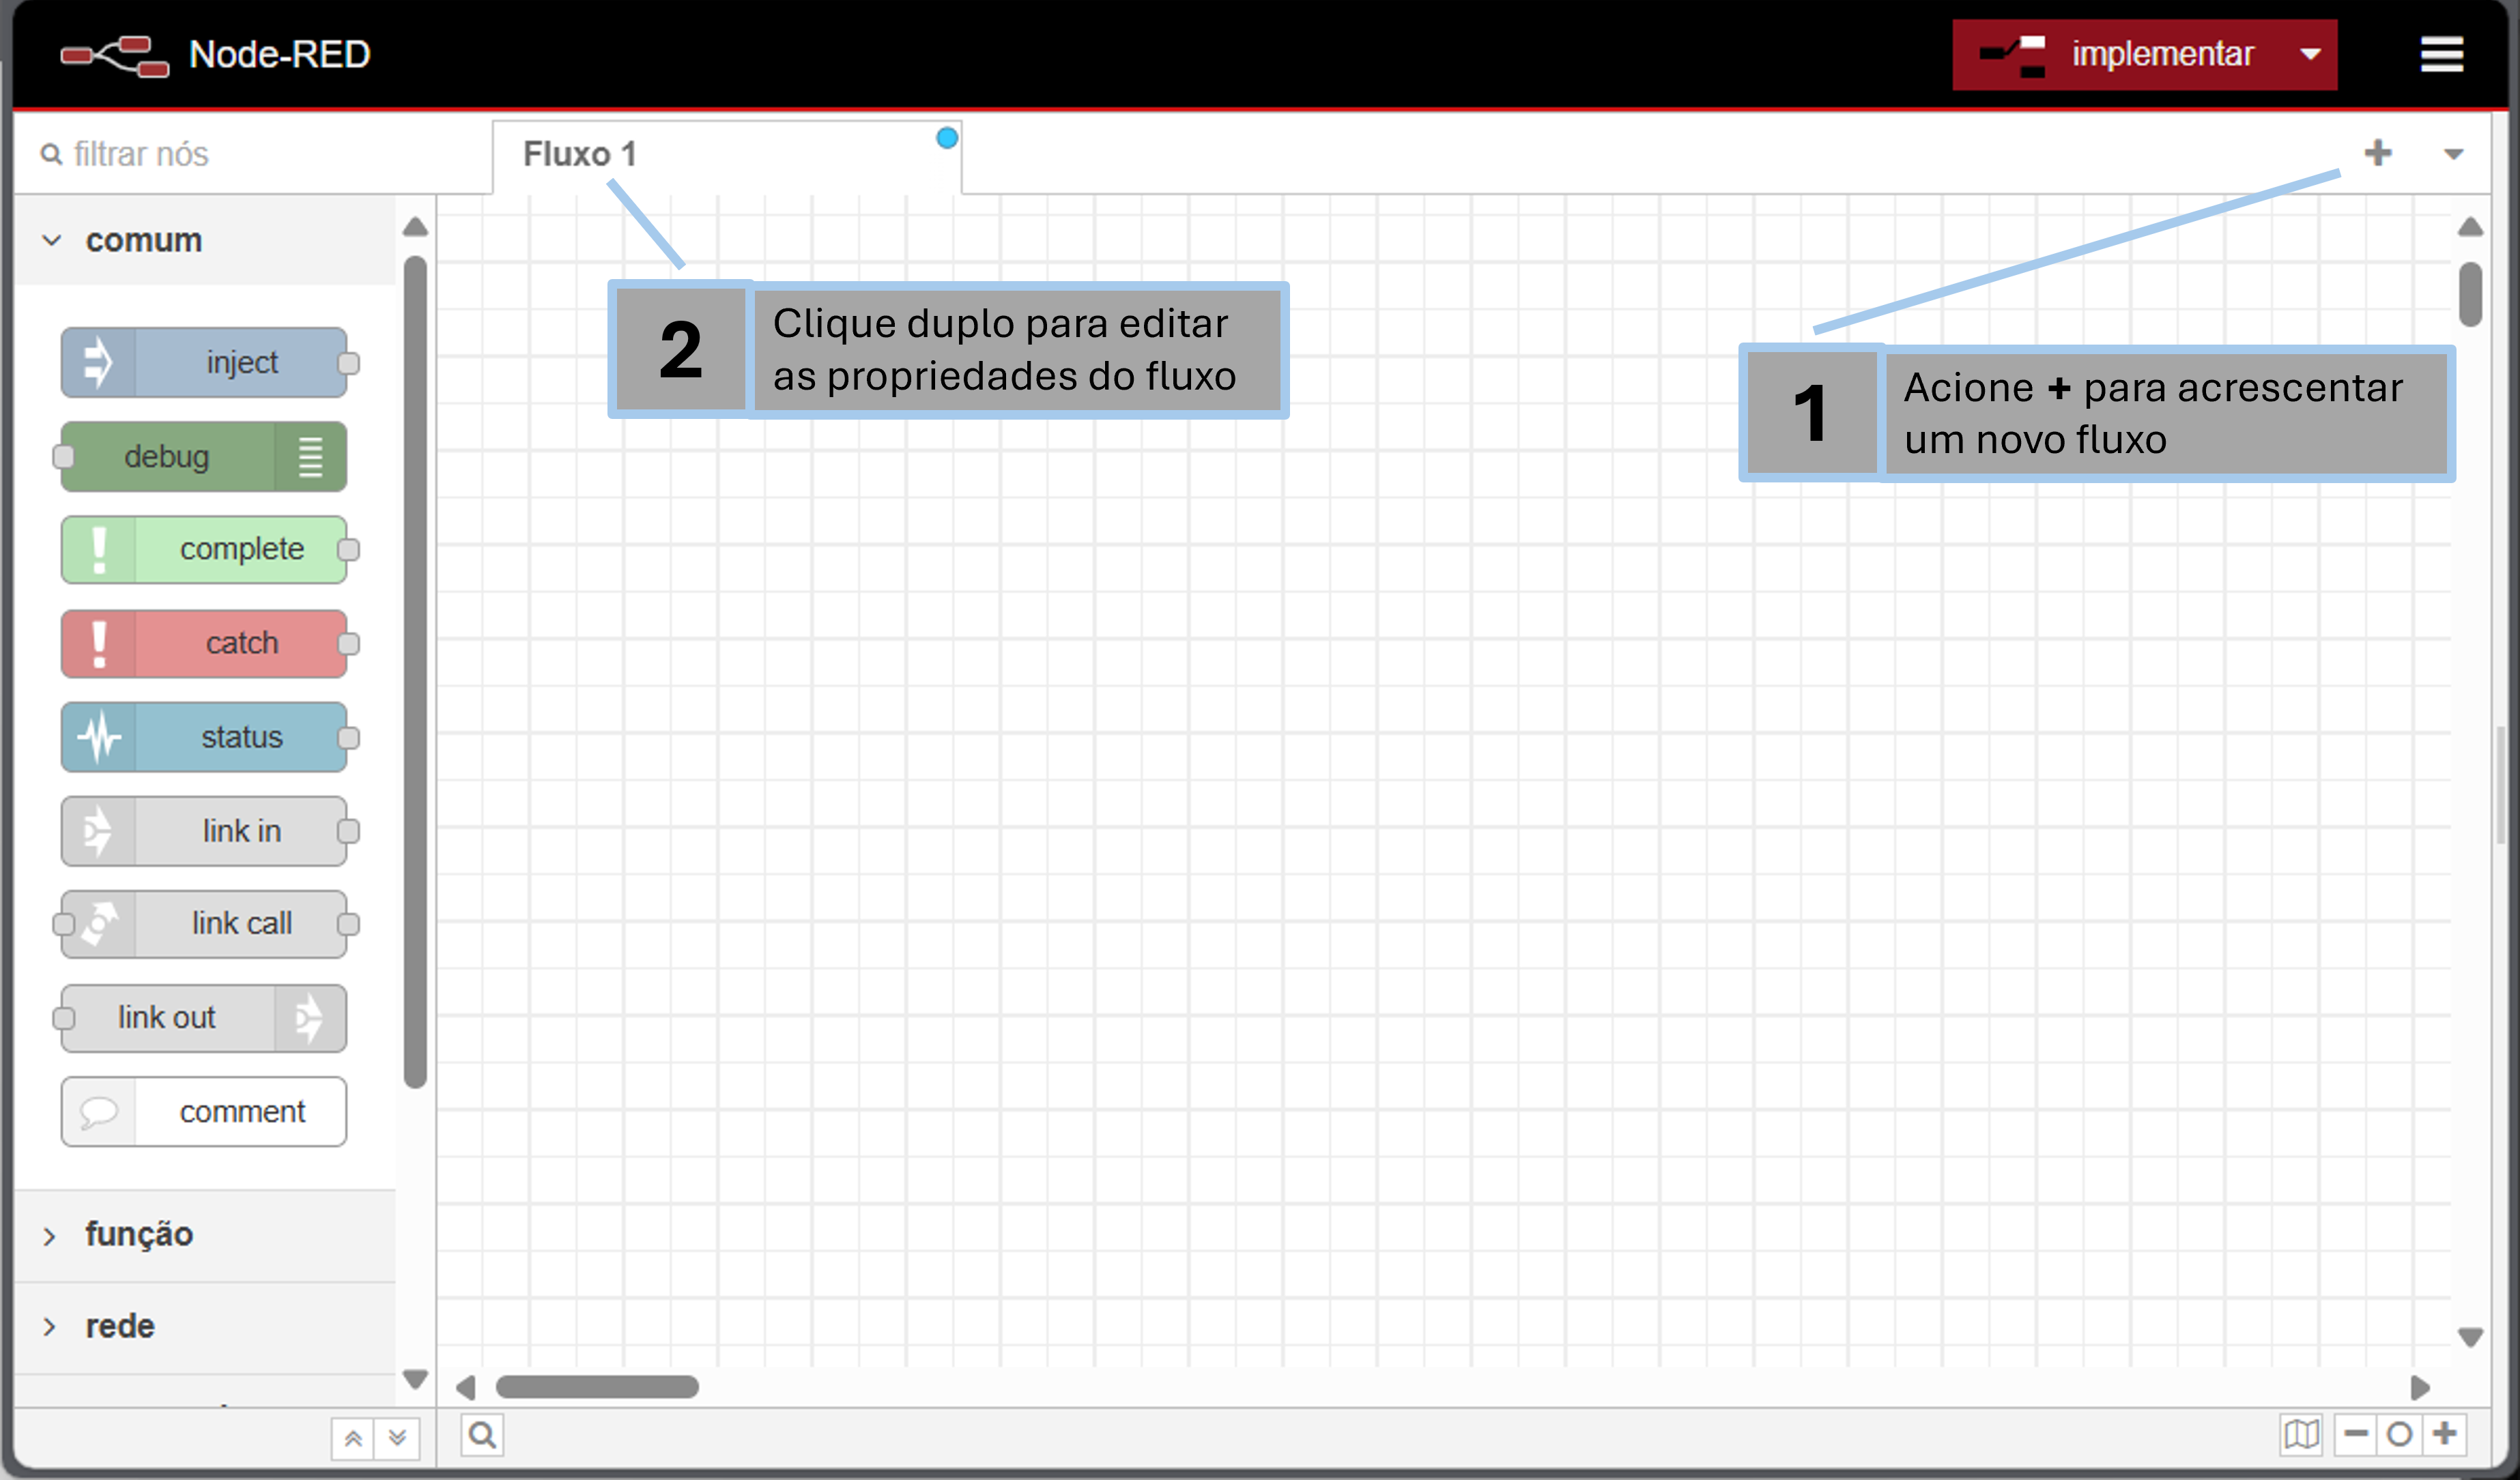 Node-RED
implementar
filtrar nós
Fluxo 1
comum
2
Clique duplo para editar
as propriedades do fluxo
1
Acione + para acrescentar
um novo fluxo
inject
debug
complete
catch
status
link in
link call
link out
comment
função
rede